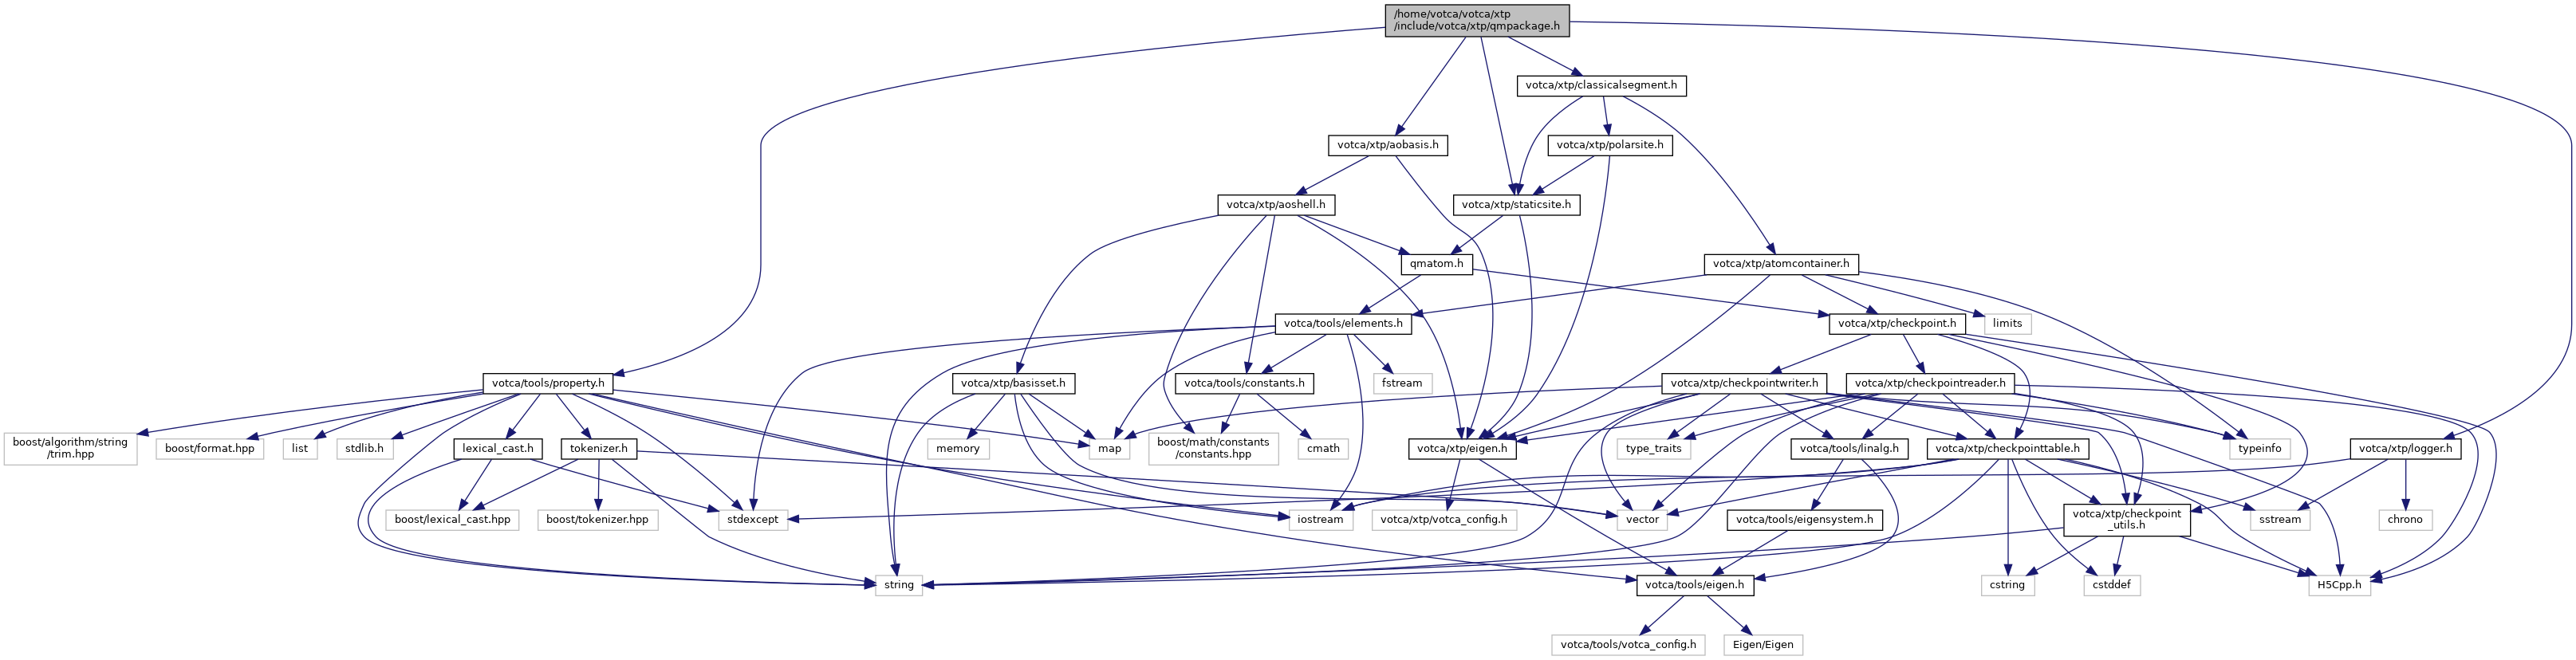 /home/votca/votca/xtp
/include/votca/xtp/qmpackage.h
votca/xtp/classicalsegment.h
votca/xtp/aobasis.h
votca/xtp/polarsite.h
votca/xtp/aoshell.h
votca/xtp/staticsite.h
qmatom.h
votca/xtp/atomcontainer.h
votca/tools/elements.h
votca/xtp/checkpoint.h
limits
votca/tools/property.h
votca/xtp/basisset.h
votca/tools/constants.h
fstream
votca/xtp/checkpointwriter.h
votca/xtp/checkpointreader.h
boost/algorithm/string
/trim.hpp
boost/format.hpp
list
stdlib.h
lexical_cast.h
tokenizer.h
memory
map
boost/math/constants
/constants.hpp
cmath
votca/xtp/eigen.h
type_traits
votca/tools/linalg.h
votca/xtp/checkpointtable.h
typeinfo
votca/xtp/logger.h
boost/lexical_cast.hpp
boost/tokenizer.hpp
stdexcept
iostream
votca/xtp/votca_config.h
vector
votca/tools/eigensystem.h
votca/xtp/checkpoint
_utils.h
sstream
chrono
string
votca/tools/eigen.h
cstring
cstddef
H5Cpp.h
votca/tools/votca_config.h
Eigen/Eigen